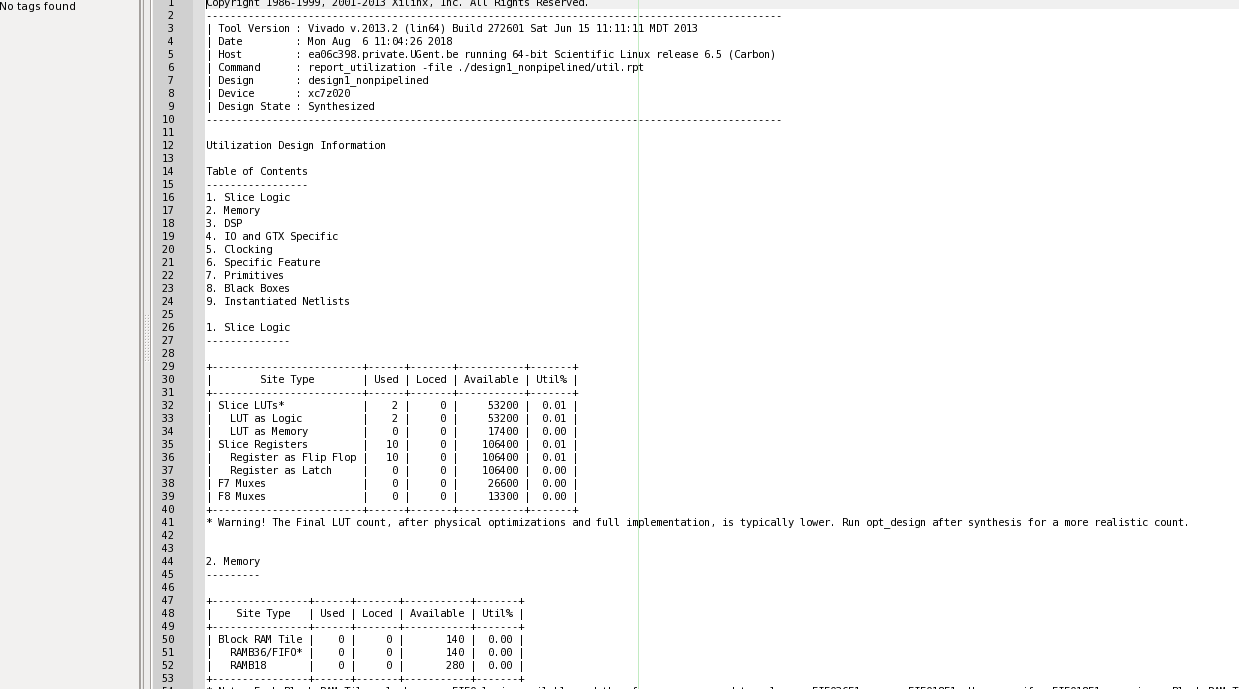 No tags found
1 Copyright 1986-1999, 2001-2013 Xilinx, Inc. All Rights Reserved.
2 ------------------------------------------------------------------------------------------------
3 | Tool Version : Vivado v.2013.2 (lin64) Build 272601 Sat Jun 15 11:11:11 MDT 2013
4 | Date         : Mon Aug  6 11:04:26 2018
5 | Host         : ea06c398.private.UGent.be running 64-bit Scientific Linux release 6.5 (Carbon)
6 | Command      : report_utilization -file ./design1_nonpipelined/util.rpt
7 | Design       : design1_nonpipelined
8 | Device       : xc7z020
9 | Design State : Synthesized
10 ------------------------------------------------------------------------------------------------
11
12 Utilization Design Information
13
14 Table of Contents
15 -----------------
16 1. Slice Logic
17 2. Memory
18 3. DSP
19 4. IO and GTX Specific
20 5. Clocking
21 6. Specific Feature
22 7. Primitives
23 8. Black Boxes
24 9. Instantiated Netlists
25
26 1. Slice Logic
27 --------------
28
29 +-------------------------+------+-------+-----------+-------+
30 |        Site Type        | Used | Loced | Available | Util% |
31 +-------------------------+------+-------+-----------+-------+
32 | Slice LUTs*             |    2 |     0 |     53200 |  0.01 |
33 |   LUT as Logic          |    2 |     0 |     53200 |  0.01 |
34 |   LUT as Memory         |    0 |     0 |     17400 |  0.00 |
35 | Slice Registers         |   10 |     0 |    106400 |  0.01 |
36 |   Register as Flip Flop |   10 |     0 |    106400 |  0.01 |
37 |   Register as Latch     |    0 |     0 |    106400 |  0.00 |
38 | F7 Muxes                |    0 |     0 |     26600 |  0.00 |
39 | F8 Muxes                |    0 |     0 |     13300 |  0.00 |
40 +-------------------------+------+-------+-----------+-------+
41 * Warning! The Final LUT count, after physical optimizations and full implementation, is typically lower. Run opt_design after synthesis for a more realistic count.
42
43
44 2. Memory
45 ---------
46
47 +----------------+------+-------+-----------+-------+
48 |    Site Type   | Used | Loced | Available | Util% |
49 +----------------+------+-------+-----------+-------+
50 | Block RAM Tile |    0 |     0 |       140 |  0.00 |
51 |   RAMB36/FIFO* |    0 |     0 |       140 |  0.00 |
52 |   RAMB18       |    0 |     0 |       280 |  0.00 |
53 +----------------+------+-------+-----------+-------+